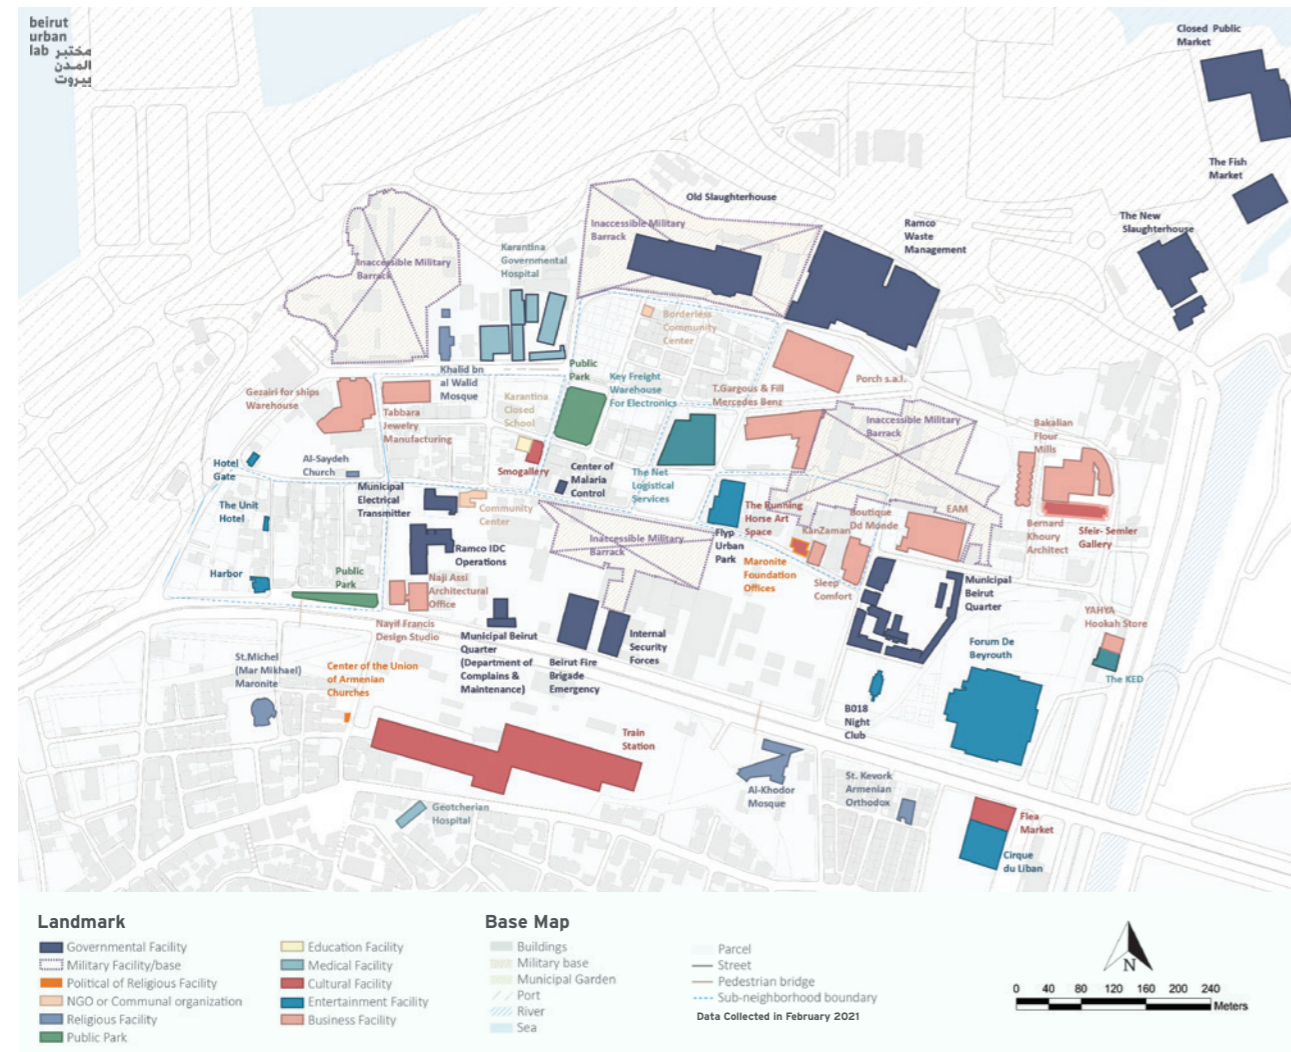 beirut
urban
lab مختبر
المدن
بيروت
Closed Public
Market
The Fish
Market
The New
Slaughterhouse
Old Slaughterhouse
Ramco
Waste
Management
Inaccessible Military
Barrack
Karantina
Governmental
Hospital
Inaccessible Military
Barrack
Borderless
Community
Center
Khalid bn
al Walid
Mosque
Public
Park
Key Freight
Warehouse
For Electronics
T.Gargous & Fill
Mercedes Benz
Porch s.a.l.
Gezairi for ships
Warehouse
Tabbara
Jewelry
Manufacturing
Karantina
Closed
School
Inaccessible Military
Barrack
Bakalian
Flour
Mills
Hotel
Gate
Al-Saydeh
Church
Smogallery
Center of
Malaria
Control
The Net
Logistical
Services
Municipal
Electrical
Transmitter
Community
Center
The Unit
Hotel
The Running
Horse Art
Space
Boutique
Dd Monde
EAM
KanZaman
Bernard
Khoury
Architect
Sfeir- Semler
Gallery
Flyp
Urban
Park
Inaccessible Military
Barrack
Ramco IDC
Operations
Maronite
Foundation
Offices
Sleep
Comfort
Harbor
Public
Park
Naji Assi
Architectural
Office
Municipal
Beirut
Quarter
YAHYA
Hookah Store
Nayif Francis
Design Studio
Municipal Beirut
Quarter
(Department of
Complains &
Maintenance)
Beirut Fire
Brigade
Emergency
Internal
Security
Forces
Forum De
Beyrouth
St.Michel
(Mar Mikhael)
Maronite
Center of the Union
of Armenian
Churches
The KED
B018
Night
Club
Train
Station
Al-Khodor
Mosque
St. Kevork
Armenian
Orthodox
Geotcherian
Hospital
Flea
Market
Cirque
du Liban
Landmark
Governmental Facility
Military Facility/base
Political of Religious Facility
NGO or Communal organization
Religious Facility
Public Park
Education Facility
Medical Facility
Cultural Facility
Entertainment Facility
Business Facility
Base Map
Buildings
Military base
Municipal Garden
Port
River
Sea
Parcel
Street
Pedestrian bridge
Sub-neighborhood boundary
Data Collected in February 2021
N
0 40 80 120 160 200 240
Meters